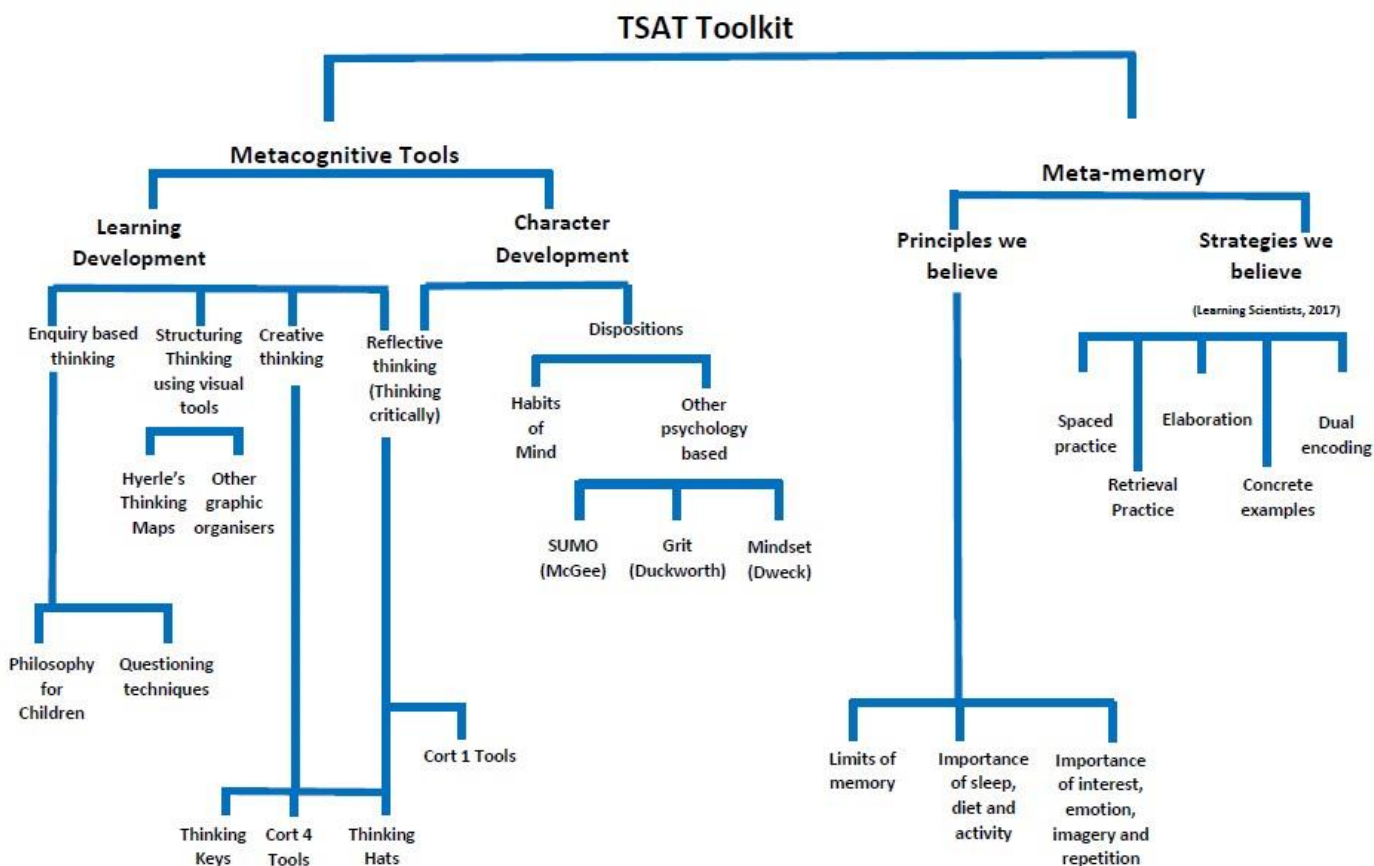 TSAT Toolkit
Metacognitive Tools
Meta-memory
Learning
Development
Character
Development
Principles we
believe
Strategies we
believe
(Learning Scientists, 2017)
Enquiry based
thinking
Structuring
Thinking
using visual
tools
Creative
thinking
Reflective
thinking
(Thinking
critically)
Dispositions
Habits
of
Mind
Other
psychology
based
Spaced
practice
Retrieval
Practice
Elaboration
Concrete
examples
Dual
encoding
Hyerle's
Thinking
Maps
Other
graphic
organisers
SUMO
(McGee)
Grit
(Duckworth)
Mindset
(Dweck)
Philosophy
for
Children
Questioning
techniques
Cort 1 Tools
Thinking
Keys
Cort 4
Tools
Thinking
Hats
Limits of
memory
Importance
of sleep,
diet and
activity
Importance
of interest,
emotion,
imagery and
repetition